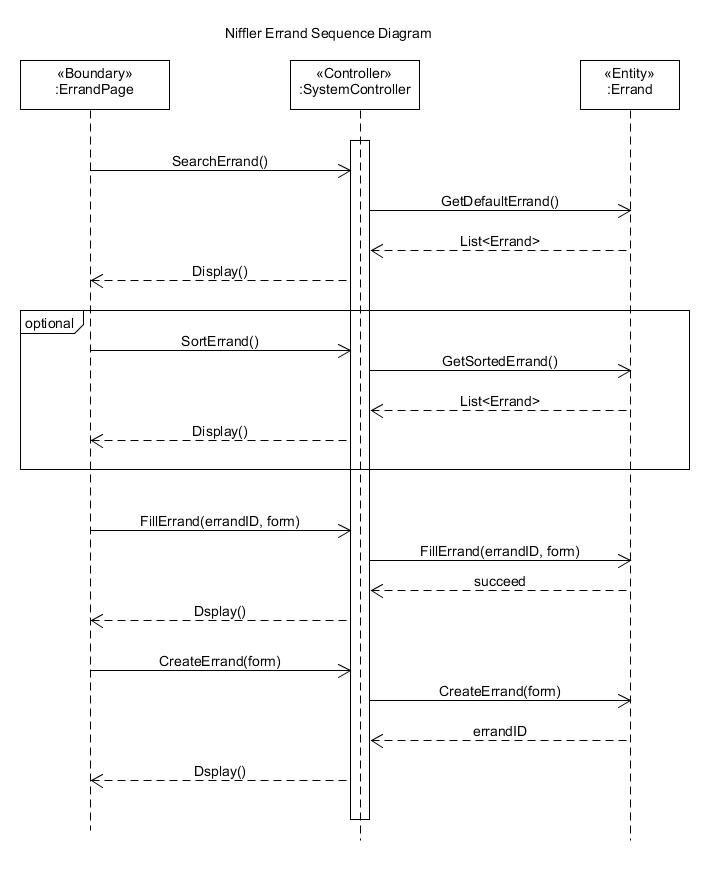 Niffler Errand Sequence Diagram
«Boundary»
:ErrandPage
«Controller»
:SystemController
«Entity»
:Errand
SearchErrand()
GetDefaultErrand()
List<Errand>
Display()
optional
SortErrand()
GetSortedErrand()
List<Errand>
Display()
FillErrand(errandID, form)
FillErrand(errandID, form)
succeed
Dsplay()
CreateErrand(form)
CreateErrand(form)
errandID
Dsplay()